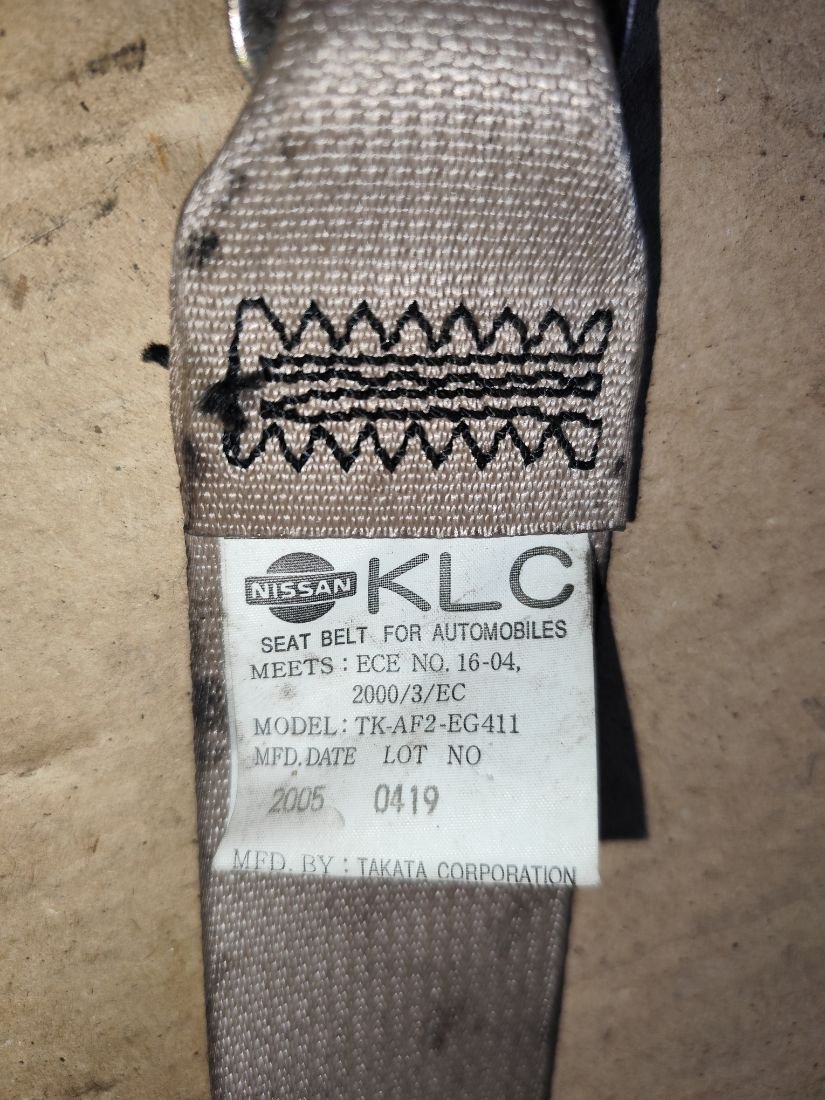 NISSAN KLC
SEAT BELT FOR AUTOMOBILES
MEETS : ECE NO. 16-04,
2000/3/EC
MODEL: TK-AF2-EG411
MFD. DATE LOT NO
2005 0419
MFD. BY : TAKATA CORPORATION